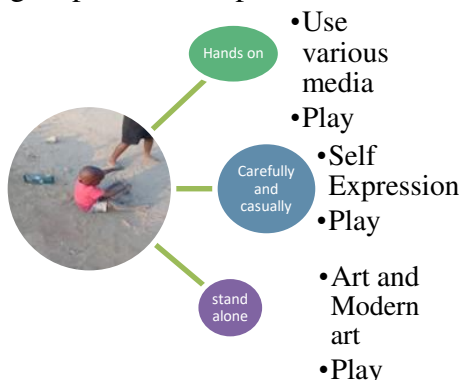 Hands on
•Use
various
media
•Play
Carefully
and
casually
•Self
Expression
•Play
stand
alone
•Art and
Modern
art
•Play